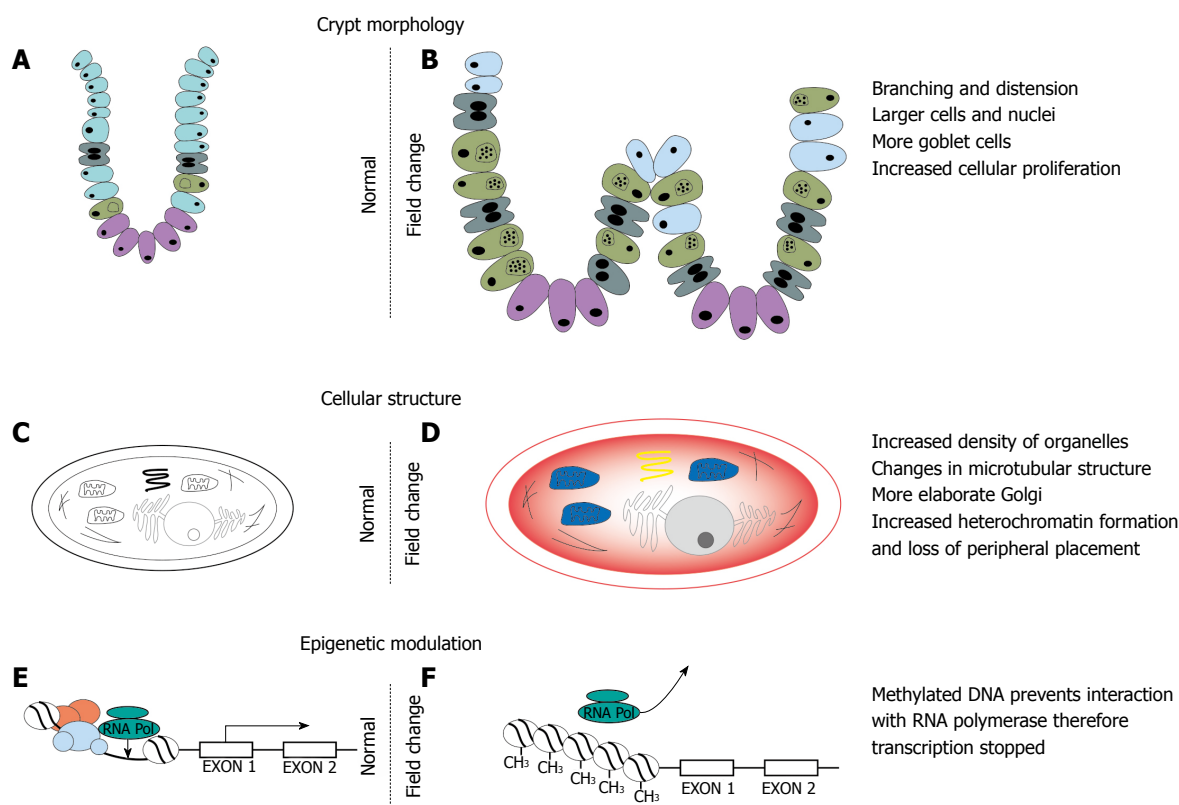 Crypt morphology
A
Normal
Field change
B
Branching and distension
Larger cells and nuclei
More goblet cells
Increased cellular proliferation
Cellular structure
C
Normal
Field change
D
Increased density of organelles
Changes in microtubular structure
More elaborate Golgi
Increased heterochromatin formation
and loss of peripheral placement
Epigenetic modulation
E
RNA Pol
EXON 1
EXON 2
Normal
Field change
F
RNA Pol
CH₃
CH₃
CH₃
CH₃
CH₃
EXON 1
EXON 2
Methylated DNA prevents interaction
with RNA polymerase therefore
transcription stopped